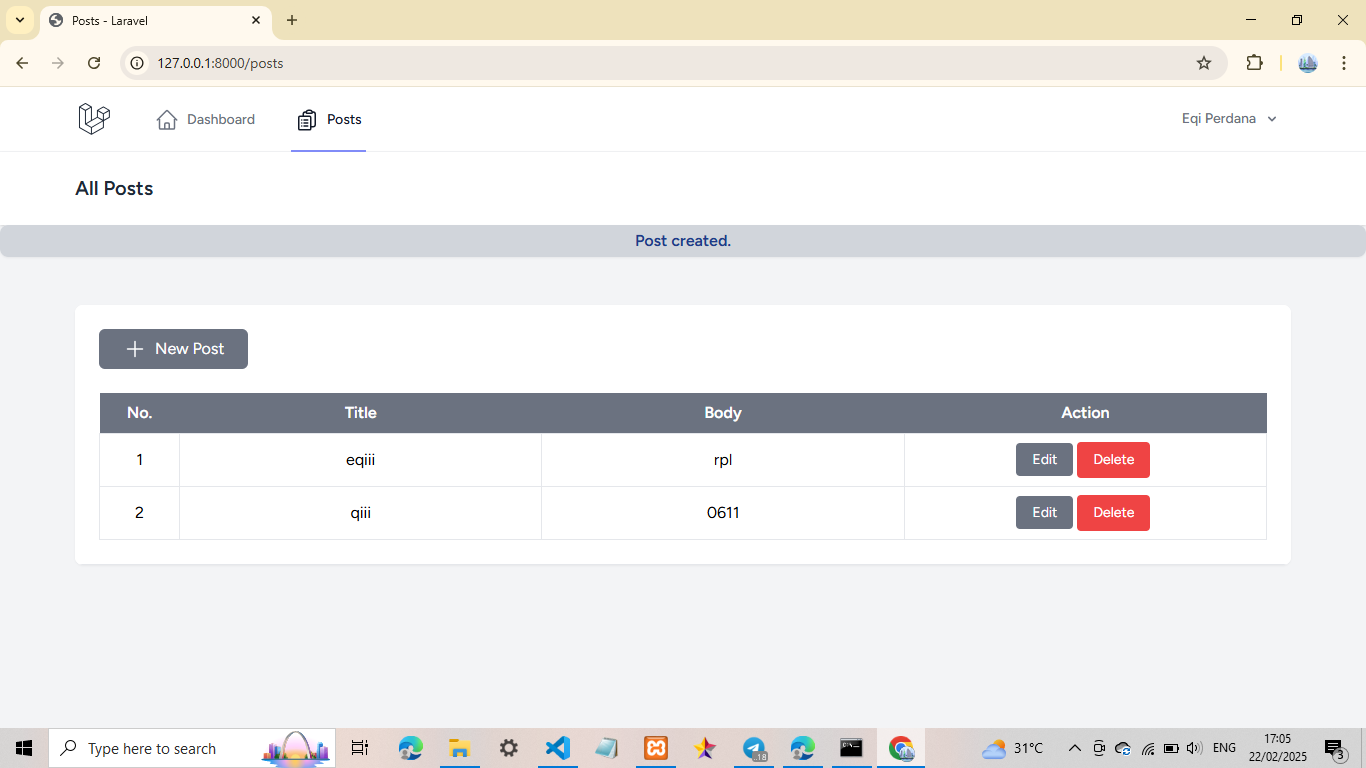 Posts - Laravel
127.0.0.1:8000/posts
Dashboard
Posts
Eqi Perdana
All Posts
Post created.
New Post
No. Title Body Action
1 eqiii rpl Edit Delete
2 qiii 0611 Edit Delete
Type here to search
.18
31°C
ENG
17:05
22/02/2025
3